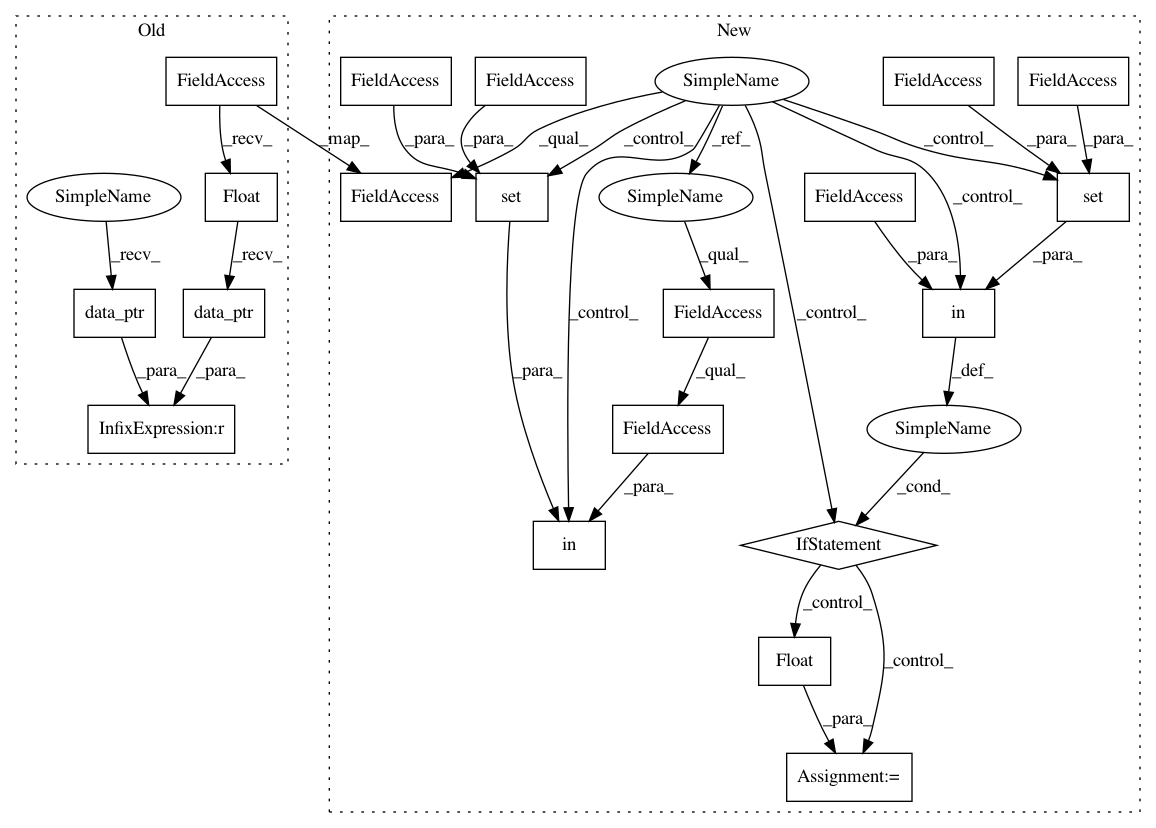 Old New
FieldAccess FieldAccess FieldAccess SimpleName FieldAccess FieldAccess
_recv_ _map_ _para_ _para_ _qual_ _control_ _ref_ _control_ _para_ _para_
SimpleName Float FieldAccess set SimpleName FieldAccess set
_control_
_recv_ _recv_ _qual_ _para_ _para_
data_ptr data_ptr FieldAccess in
_control_ _control_
_para_ _para_ _para_ _qual_ _def_
InfixExpression:r FieldAccess SimpleName
_para_ _cond_
in IfStatement
_control_
Float _control_
_para_
Assignment:=